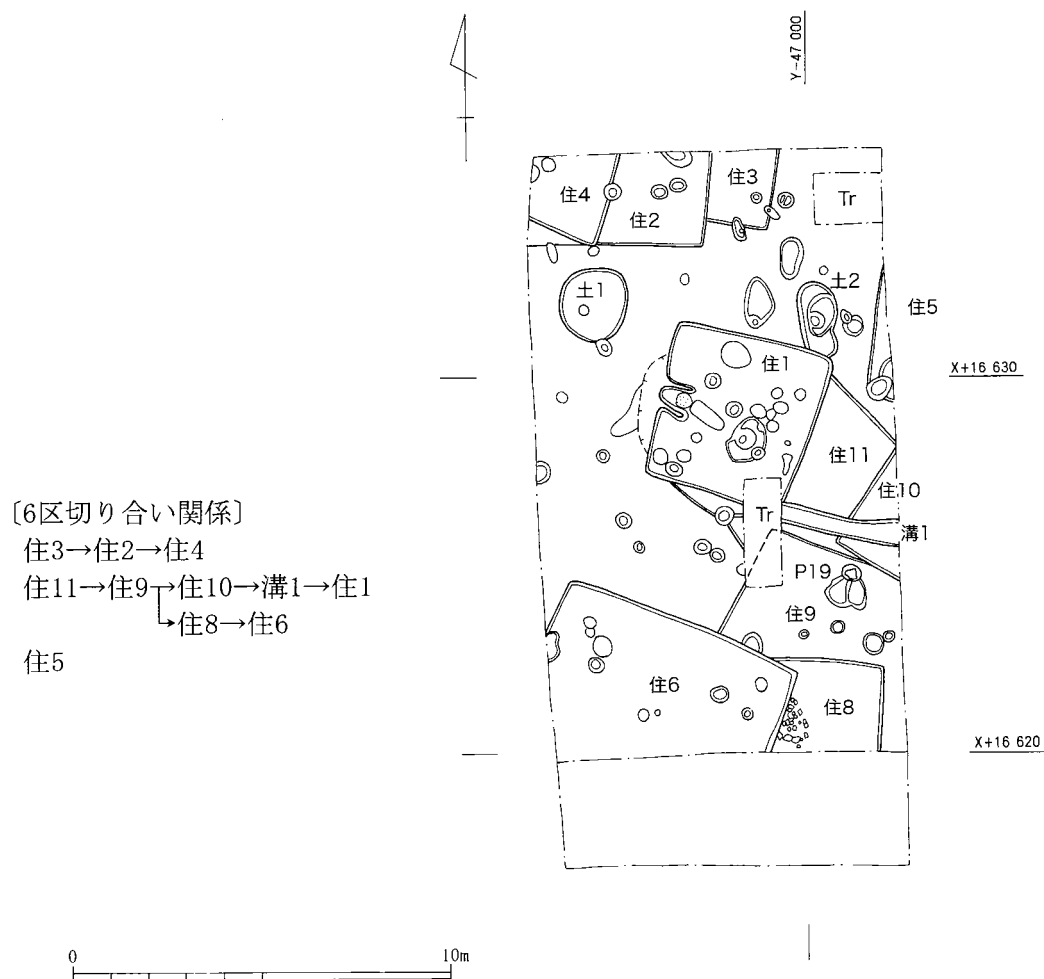 Y-47 000
住3
住4
Tr
住2
土1
土2
住5
住1
X+16 630
住11
住10
〔6区切り合い関係〕
Tr
溝1
住3→住2→住4
P19
住11→住9→住10→溝1→住1
住9
→住8→住6
住5
住6
住8
X+16 620
0
10m